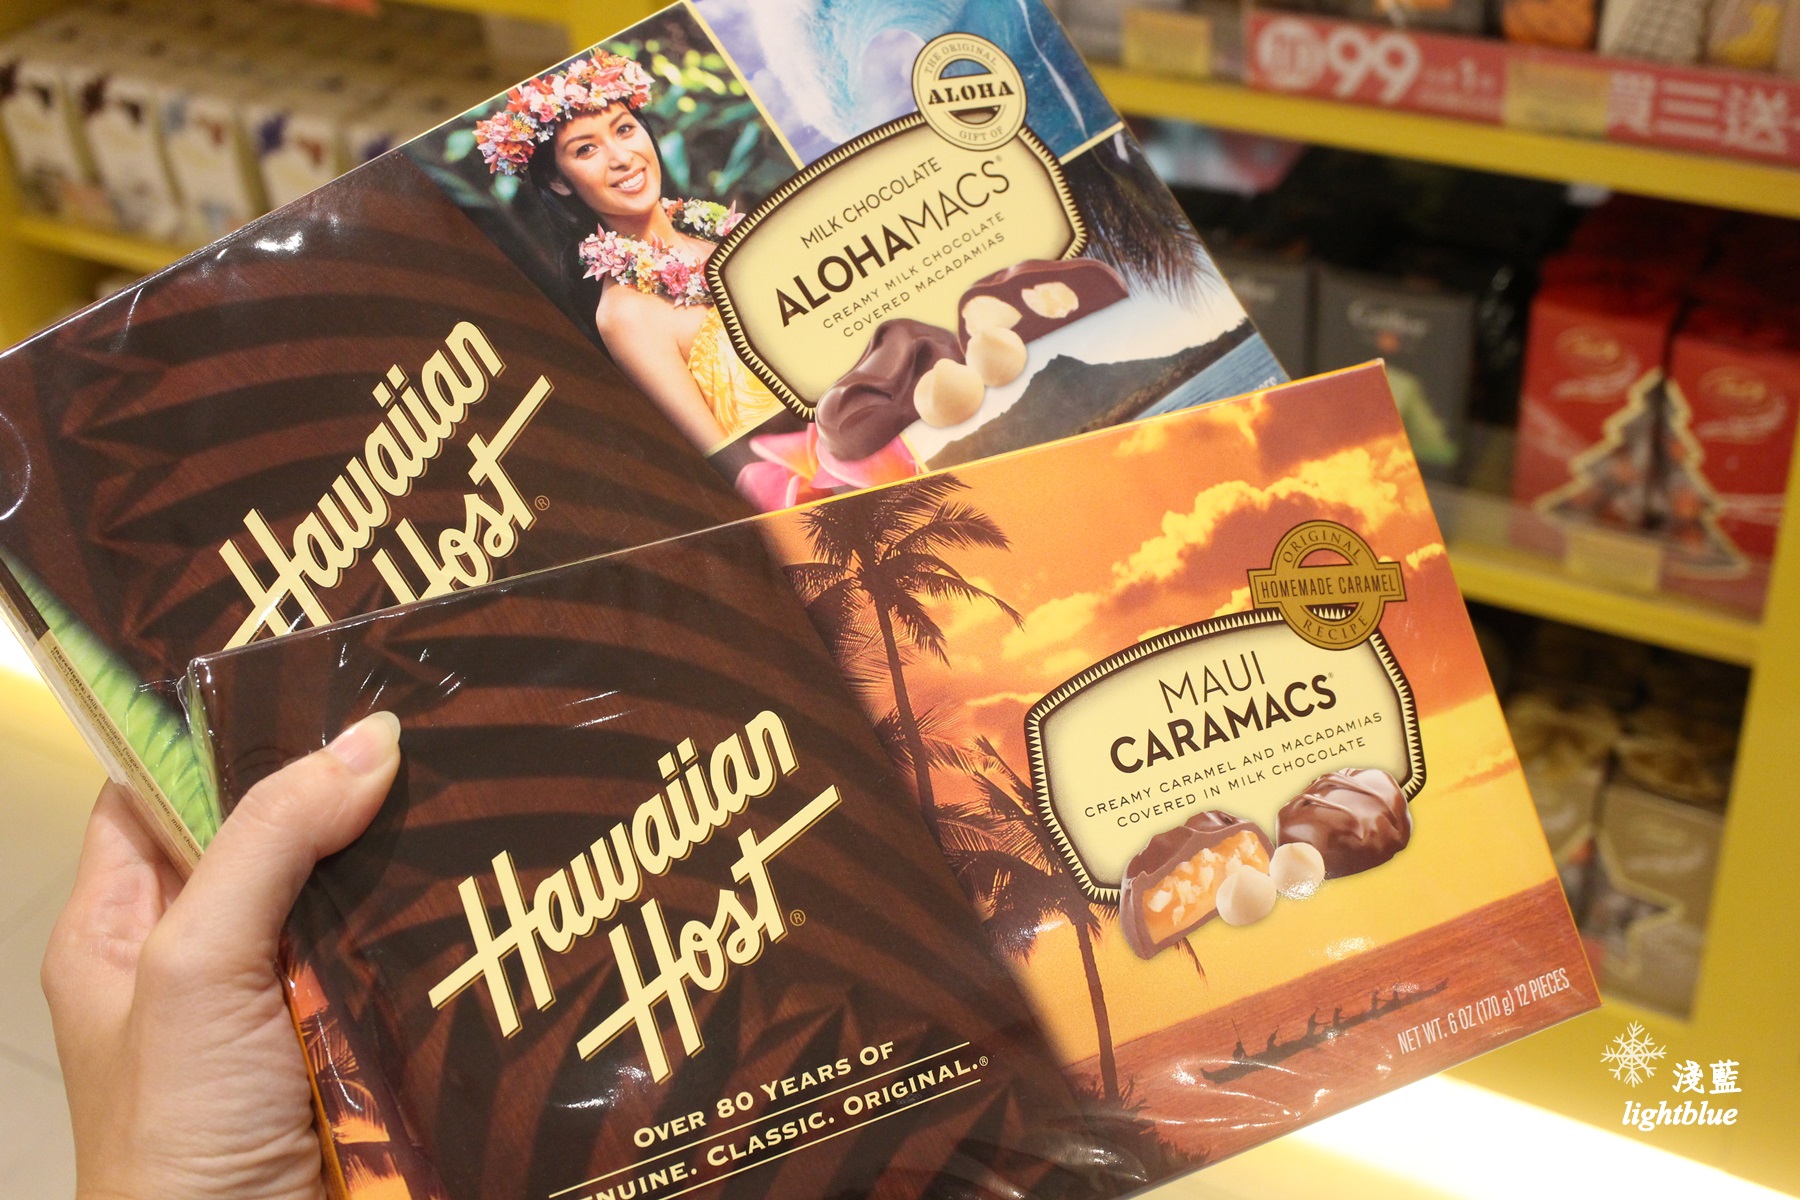 THE ORIGINAL
ALOHA
GIFT OF
MILK CHOCOLATE
ALOHAMACS®
CREAMY MILK CHOCOLATE
COVERED MACADAMIAS
Hawaiian
Host®
ORIGINAL
HOMEMADE CARAMEL
RECIPE
MAUI
CARAMACS®
CREAMY CARAMEL AND MACADAMIAS
COVERED IN MILK CHOCOLATE
NET WT. 6 OZ (170 g) 12 PIECES
Hawaiian
Host®
OVER 80 YEARS OF
NUINE. CLASSIC. ORIGINAL.®
99
1
買三送
淺藍
lightblue